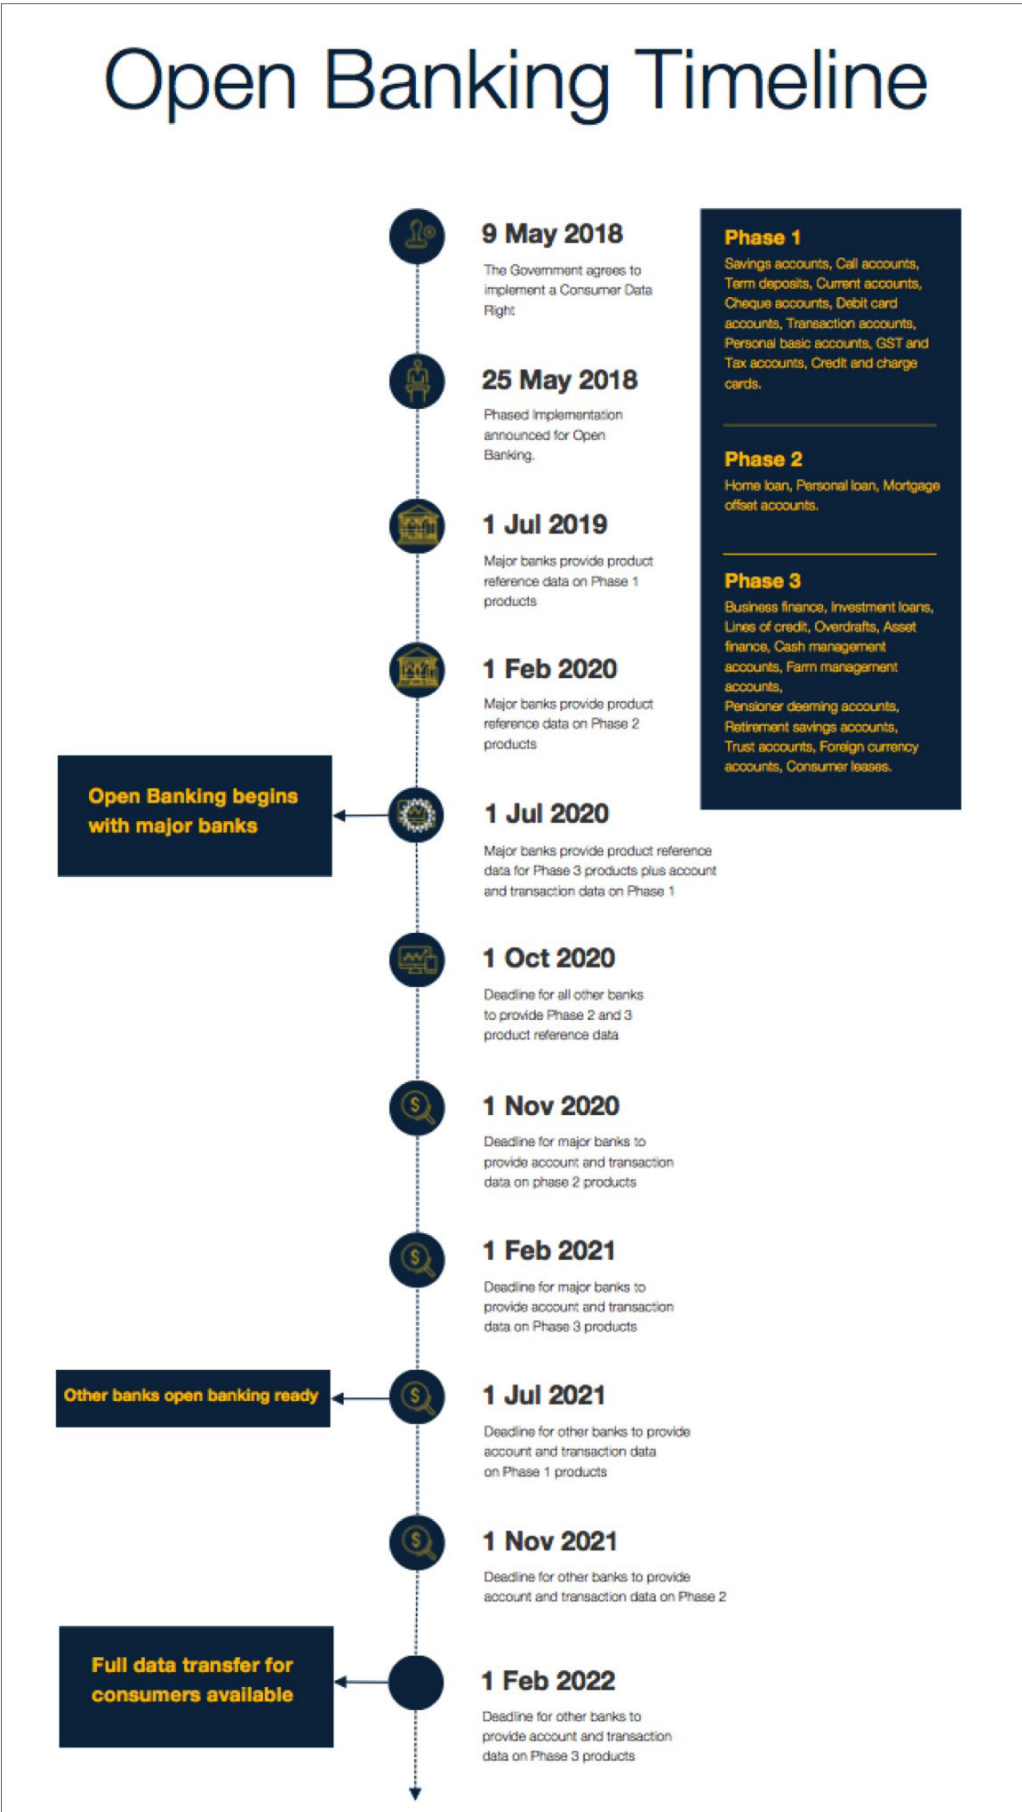 Open Banking Timeline
9 May 2018
The Government agrees to
implement a Consumer Data
Right
25 May 2018
Phased Implementation
announced for Open
Banking.
1 Jul 2019
Major banks provide product
reference data on Phase 1
products
1 Feb 2020
Major banks provide product
reference data on Phase 2
products
Open Banking begins
with major banks
1 Jul 2020
Major banks provide product reference
data for Phase 3 products plus account
and transaction data on Phase 1
1 Oct 2020
Deadline for all other banks
to provide Phase 2 and 3
product reference data
1 Nov 2020
Deadline for major banks to
provide account and transaction
data on phase 2 products
1 Feb 2021
Deadline for major banks to
provide account and transaction
data on Phase 3 products
Other banks open banking ready
1 Jul 2021
Deadline for other banks to provide
account and transaction data
on Phase 1 products
1 Nov 2021
Deadline for other banks to provide
account and transaction data on Phase 2
Full data transfer for
consumers available
1 Feb 2022
Deadline for other banks to
provide account and transaction
data on Phase 3 products
Phase 1
Savings accounts, Call accounts,
Term deposits, Current accounts,
Cheque accounts, Debit card
accounts, Transaction accounts,
Personal basic accounts, GST and
Tax accounts, Credit and charge
cards.
Phase 2
Home loan, Personal loan, Mortgage
offset accounts.
Phase 3
Business finance, Investment loans,
Lines of credit, Overdrafts, Asset
finance, Cash management
accounts, Farm management
accounts,
Pensioner deeming accounts,
Retirement savings accounts,
Trust accounts, Foreign currency
accounts, Consumer leases.